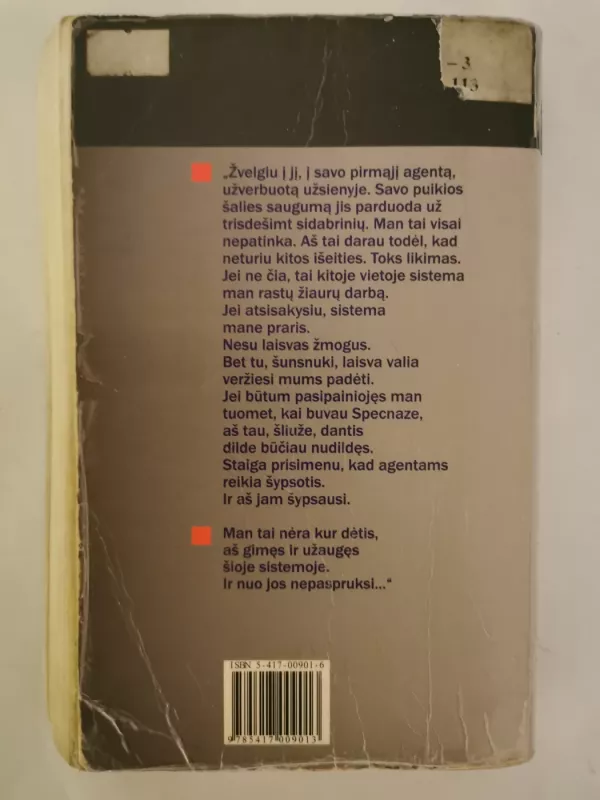 – 3
113
„Žvelgiu į jį, į savo pirmąjį agentą,
užverbuotą užsienyje. Savo puikios
šalies saugumą jis parduoda už
trisdešimt sidabrinių. Man tai visai
nepatinka. Aš tai darau todėl, kad
neturiu kitos išeities. Toks likimas.
Jei ne čia, tai kitoje vietoje sistema
man rastų žiaurų darbą.
Jei atsisakysiu, sistema
mane praris.
Nesu laisvas žmogus.
Bet tu, šunsnuki, laisva valia
veržiesi mums padėti.
Jei būtum pasipainiojęs man
tuomet, kai buvau Specnaze,
aš tau, šliuže, dantis
dilde būčiau nudildęs.
Staiga prisimenu, kad agentams
reikia šypsotis.
Ir aš jam šypsausi.
Man tai nėra kur dėtis,
aš gimęs ir užaugęs
šioje sistemoje.
Ir nuo jos nepaspruksi...“
ISBN 5-417-00901-6
9 785417 009013